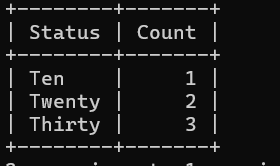 +--------+-------+
| Status | Count |
+--------+-------+
| Ten    |     1 |
| Twenty |     2 |
| Thirty |     3 |
+--------+-------+